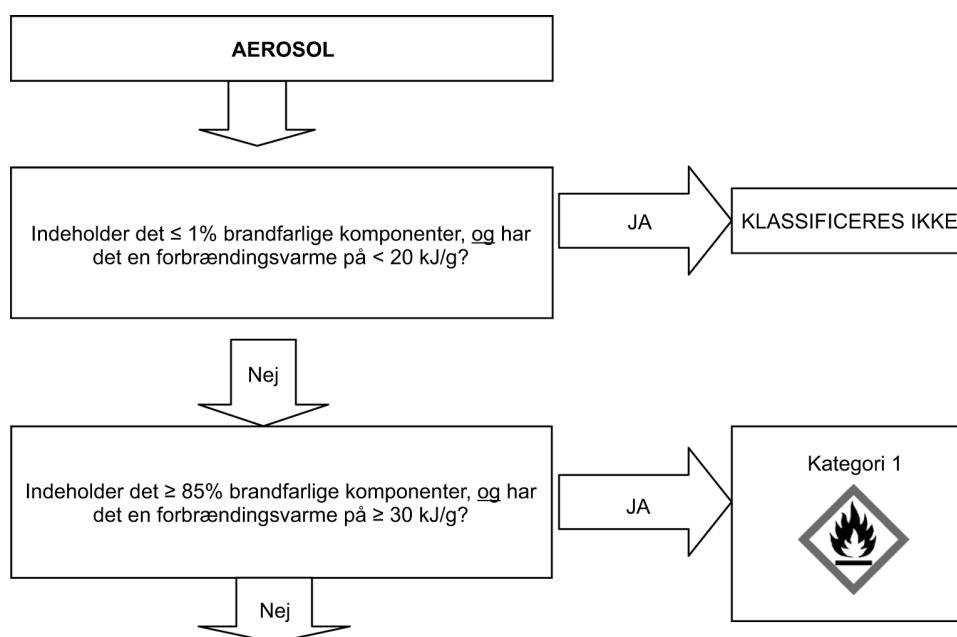 AEROSOL
Indeholder det ≤ 1% brandfarlige komponenter, og har
det en forbrændingsvarme på < 20 kJ/g?
JA
KLASSIFICERES IKKE
Nej
Indeholder det ≥ 85% brandfarlige komponenter, og har
det en forbrændingsvarme på ≥ 30 kJ/g?
JA
Kategori 1
Nej